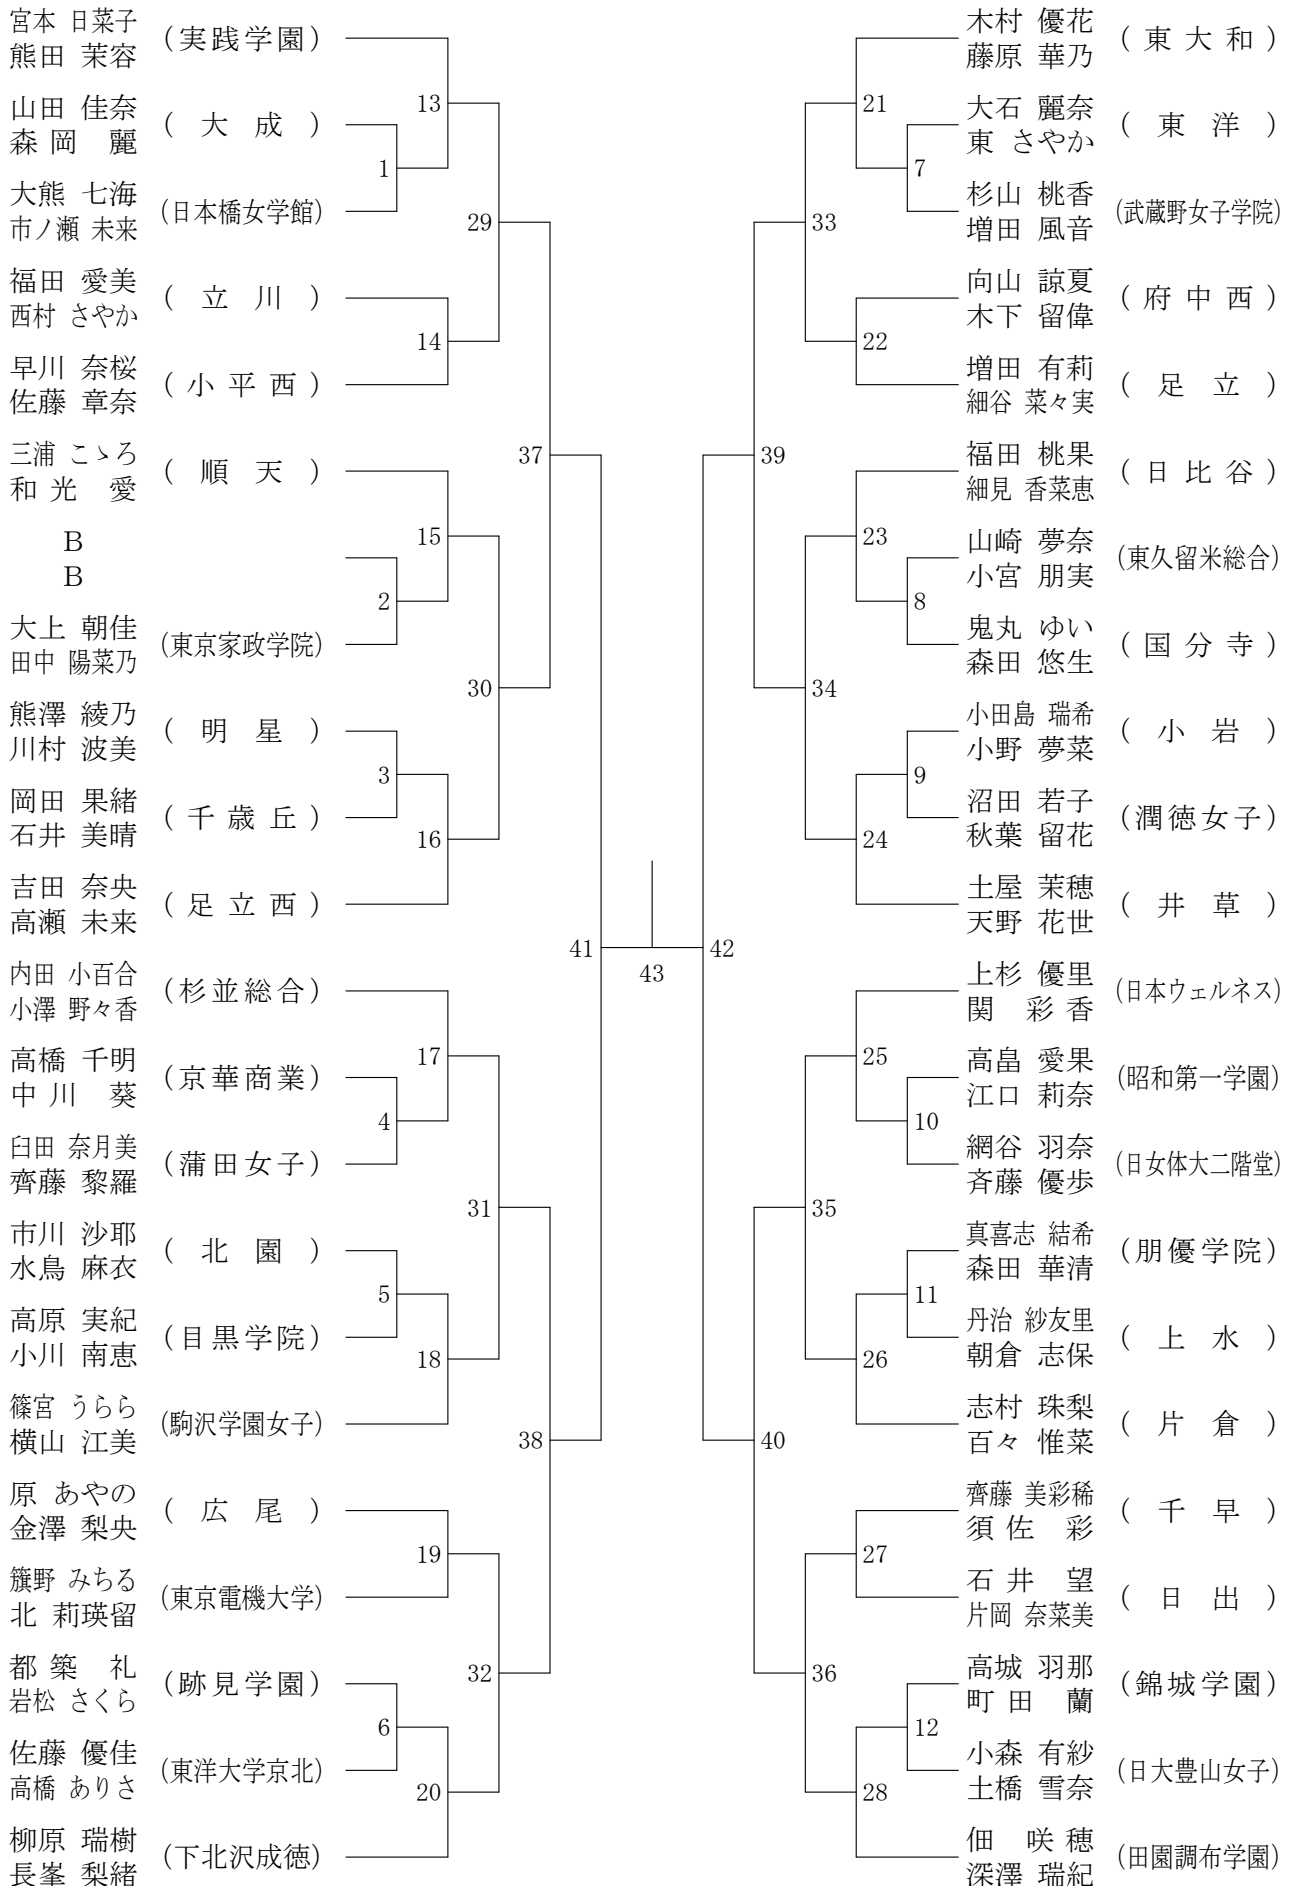 宮本 日菜子
熊田 茉容
(実践学園)
山田 佳奈
森岡 麗
(大成)
大熊 七海
市ノ瀬 未来
(日本橋女学館)
福田 愛美
西村 さやか
(立川)
早川 奈桜
佐藤 章奈
(小平西)
三浦 こゝろ
和光 愛
(順天)
B
B
大上 朝佳
田中 陽菜乃
(東京家政学院)
熊澤 綾乃
川村 波美
(明星)
岡田 果緒
石井 美晴
(千歳丘)
吉田 奈央
高瀬 未来
(足立西)
内田 小百合
小澤 野々香
(杉並総合)
高橋 千明
中川 葵
(京華商業)
臼田 奈月美
齊藤 黎羅
(蒲田女子)
市川 沙耶
水鳥 麻衣
(北園)
高原 実紀
小川 南恵
(目黒学院)
篠宮 うらら
横山 江美
(駒沢学園女子)
原 あやの
金澤 梨央
(広尾)
籏野 みちる
北 莉瑛留
(東京電機大学)
都築 礼
岩松 さくら
(跡見学園)
佐藤 優佳
高橋 ありさ
(東洋大学京北)
柳原 瑞樹
長峯 梨緒
(下北沢成徳)
13
1
29
14
37
15
2
30
3
16
41
17
4
31
5
18
38
19
32
6
20
43
42
21
7
33
22
39
23
8
34
9
24
25
10
35
11
26
40
27
36
12
28
木村 優花
藤原 華乃
(東大和)
大石 麗奈
東 さやか
(東洋)
杉山 桃香
増田 風音
(武蔵野女子学院)
向山 諒夏
木下 留偉
(府中西)
増田 有莉
細谷 菜々実
(足立)
福田 桃果
細見 香菜恵
(日比谷)
山崎 夢奈
小宮 朋実
(東久留米総合)
鬼丸 ゆい
森田 悠生
(国分寺)
小田島 瑞希
小野 夢菜
(小岩)
沼田 若子
秋葉 留花
(潤徳女子)
土屋 茉穂
天野 花世
(井草)
上杉 優里
関 彩香
(日本ウェルネス)
高畠 愛果
江口 莉奈
(昭和第一学園)
網谷 羽奈
斉藤 優歩
(日女体大二階堂)
真喜志 結希
森田 華清
(朋優学院)
丹治 紗友里
朝倉 志保
(上水)
志村 珠梨
百々 惟菜
(片倉)
齊藤 美彩稀
須佐 彩
(千早)
石井 望
片岡 奈菜美
(日出)
高城 羽那
町田 蘭
(錦城学園)
小森 有紗
土橋 雪奈
(日大豊山女子)
佃 咲穂
深澤 瑞紀
(田園調布学園)